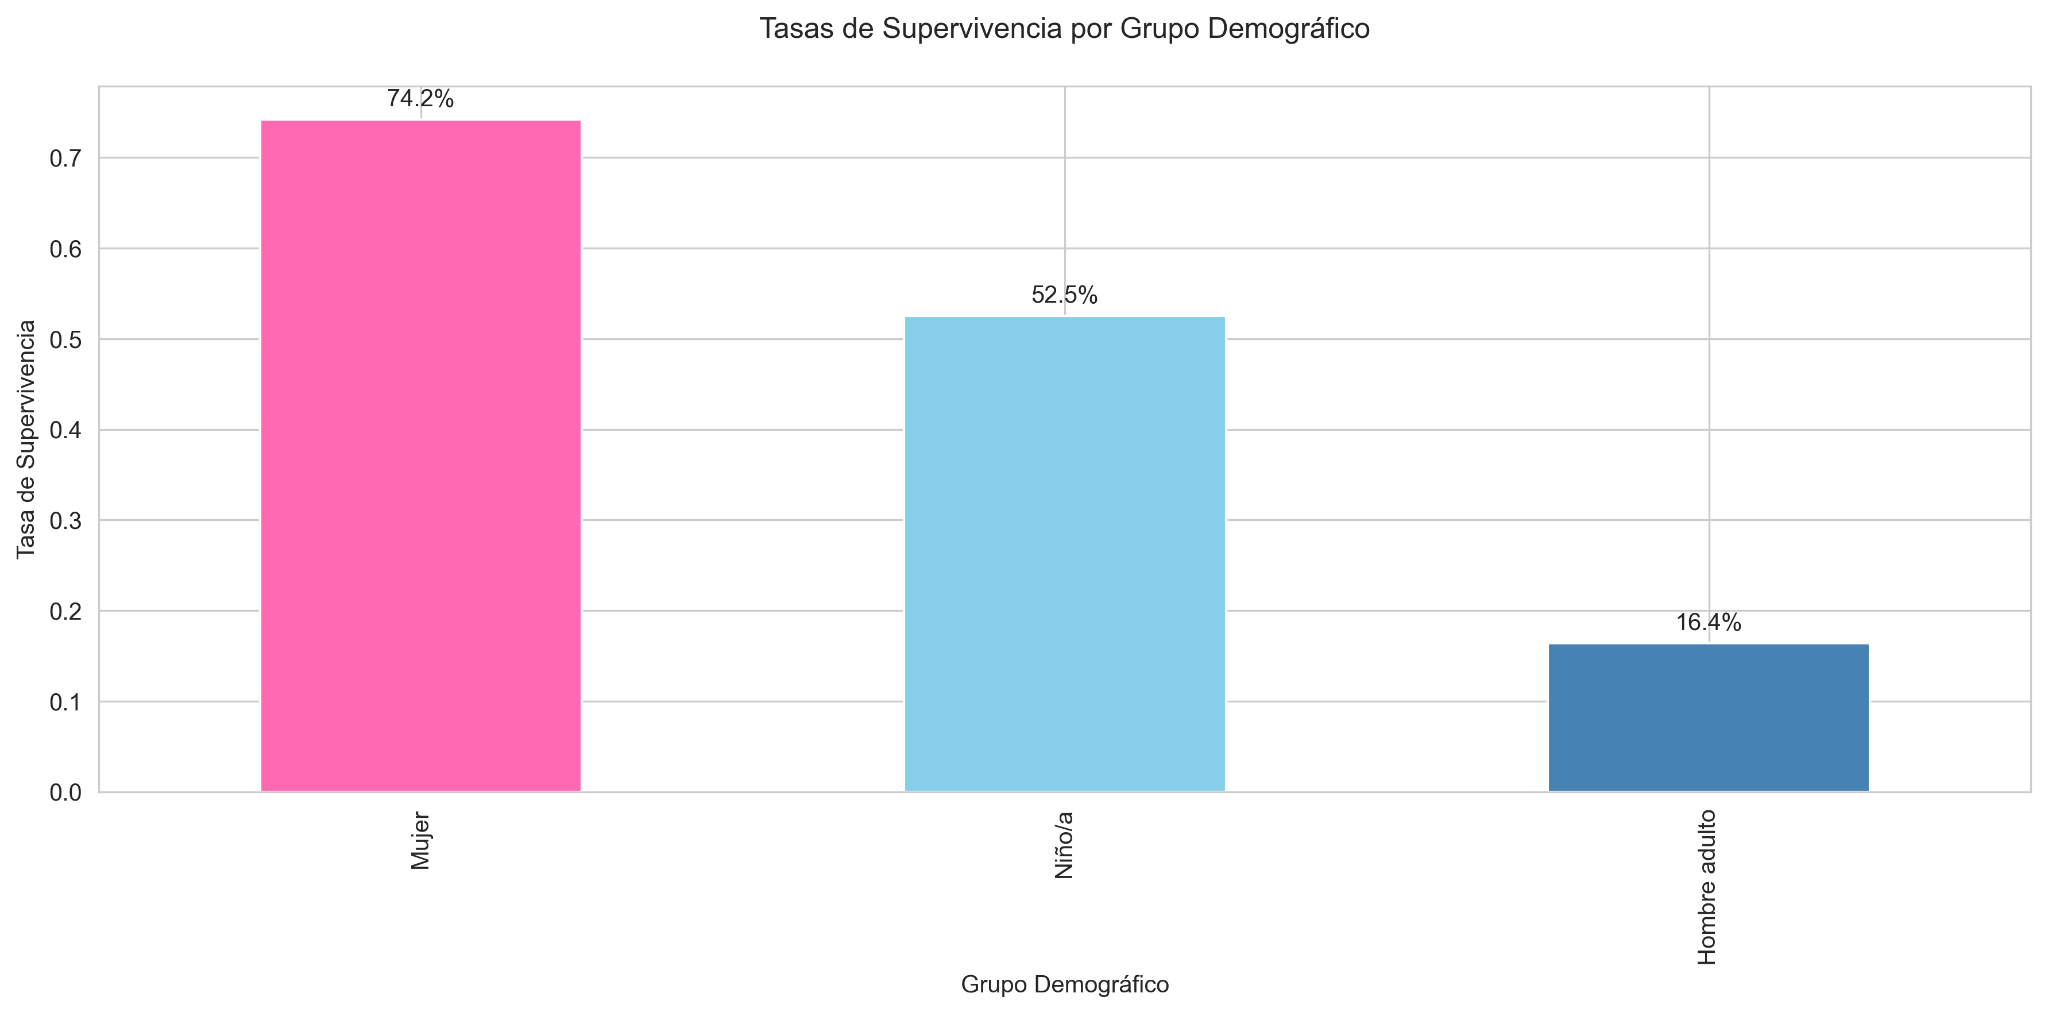 Tasas de Supervivencia por Grupo Demográfico
74.2%
52.5%
16.4%
0.7
0.6
0.5
0.4
0.3
0.2
0.1
0.0
Tasa de Supervivencia
Mujer
Niño/a
Hombre adulto
Grupo Demográfico